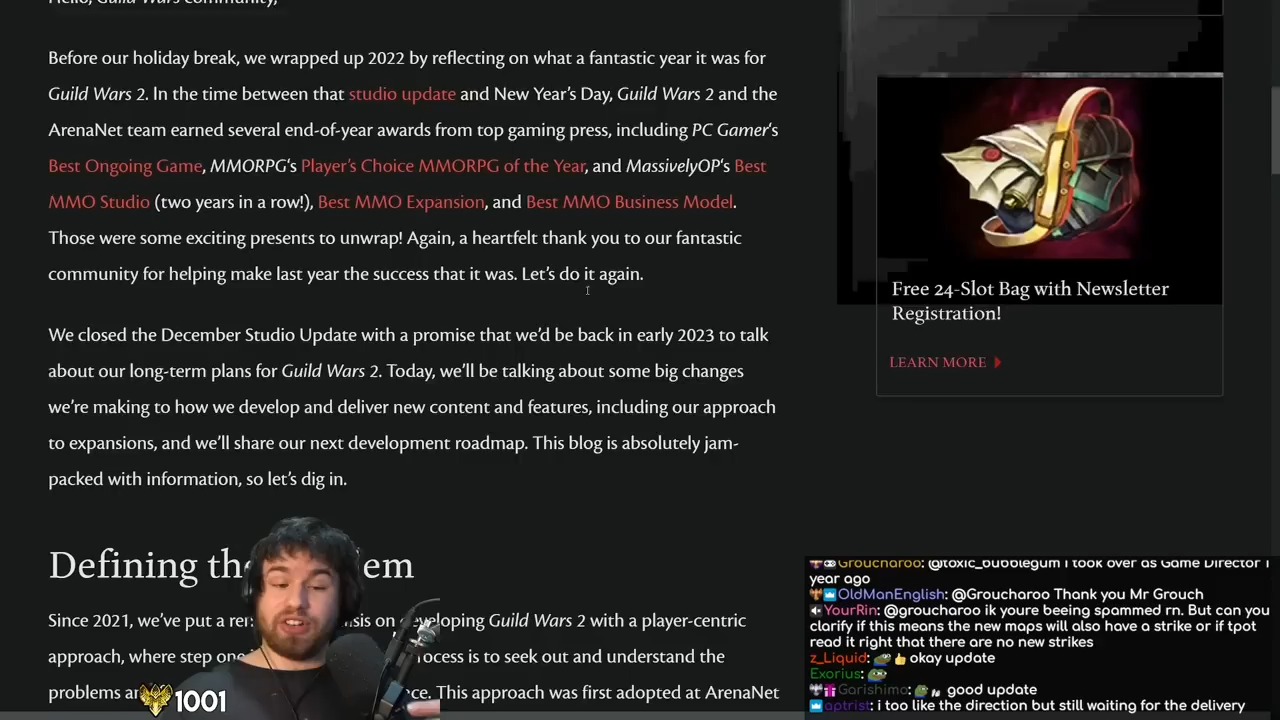 Hello, Guild Wars community,
Before our holiday break, we wrapped up 2022 by reflecting on what a fantastic year it was for
Guild Wars 2. In the time between that studio update and New Year's Day, Guild Wars 2 and the
ArenaNet team earned several end-of-year awards from top gaming press, including PC Gamer's
Best Ongoing Game, MMORPG's Player's Choice MMORPG of the Year, and MassivelyOP's Best
MMO Studio (two years in a row!), Best MMO Expansion, and Best MMO Business Model.
Those were some exciting presents to unwrap! Again, a heartfelt thank you to our fantastic
community for helping make last year the success that it was. Let's do it again.
We closed the December Studio Update with a promise that we'd be back in early 2023 to talk
about our long-term plans for Guild Wars 2. Today, we'll be talking about some big changes
we're making to how we develop and deliver new content and features, including our approach
to expansions, and we'll share our next development roadmap. This blog is absolutely jam-
packed with information, so let's dig in.
Defining the em
Since 2021, we've put a ren sis on developing Guild Wars 2 with a player-centric
approach, where step one ocess is to seek out and understand the
problems an ce. This approach was first adopted at ArenaNet
1001
Free 24-Slot Bag with Newsletter
Registration!
LEARN MORE
Groucharoo: @toxic_bubblegum i took over as Game Director 1
year ago
OldManEnglish: @Groucharoo Thank you Mr Grouch
YourRin: @groucharoo ik youre beeing spammed rn. But can you
clarify if this means the new maps will also have a strike or if tpot
read it right that there are no new strikes
z_Liquid: okay update
Exorius:
Garishimo: good update
aptrist: i too like the direction but still waiting for the delivery